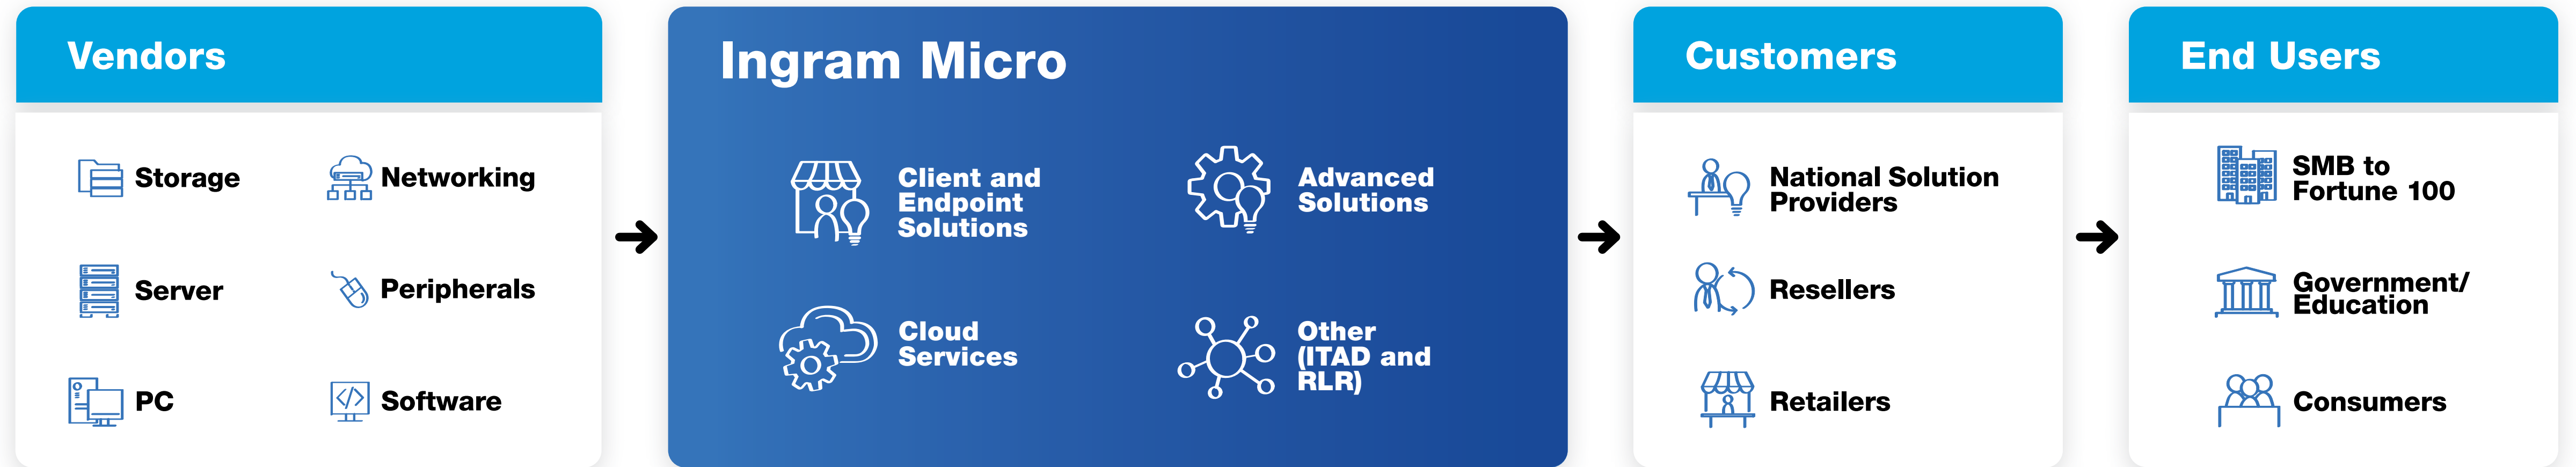 Vendors
Storage
Networking
Server
Peripherals
PC
Software
Ingram Micro
Client and
Endpoint
Solutions
Advanced
Solutions
Cloud
Services
Other
(ITAD and
RLR)
Customers
National Solution
Providers
Resellers
Retailers
End Users
SMB to
Fortune 100
Government/
Education
Consumers